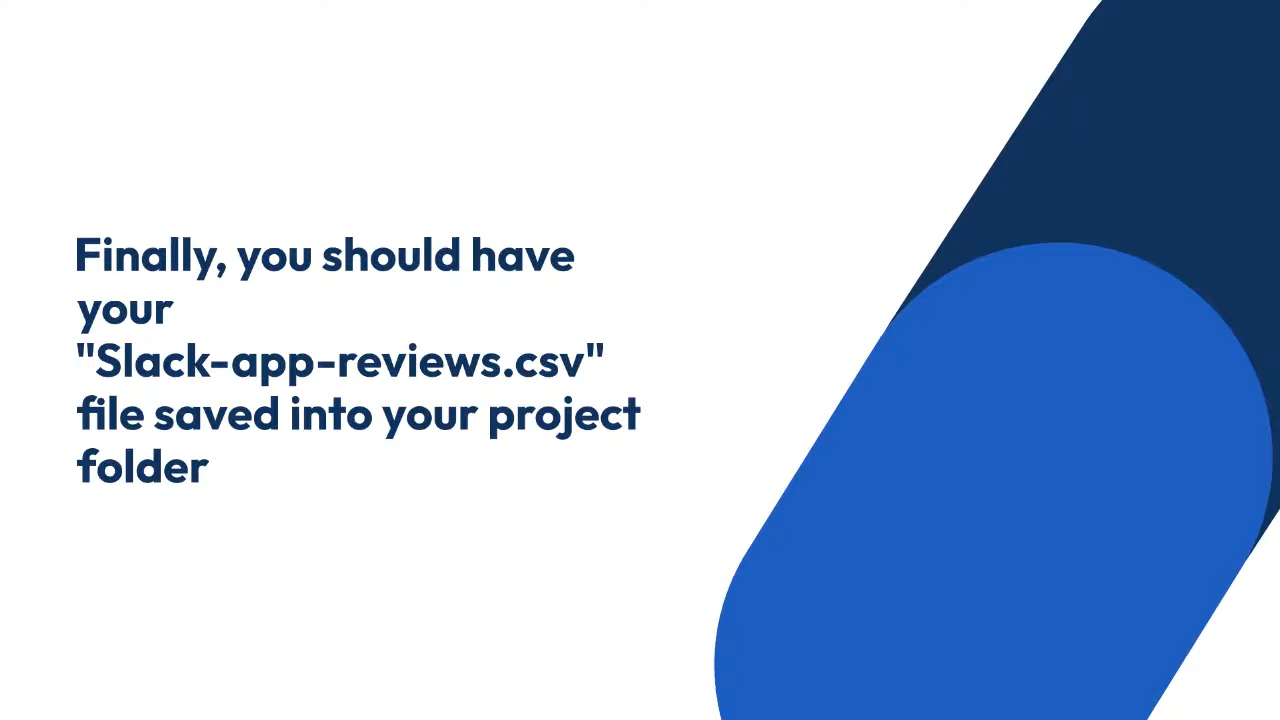 Finally, you should have
your
"Slack-app-reviews.csv"
file saved into your project
folder